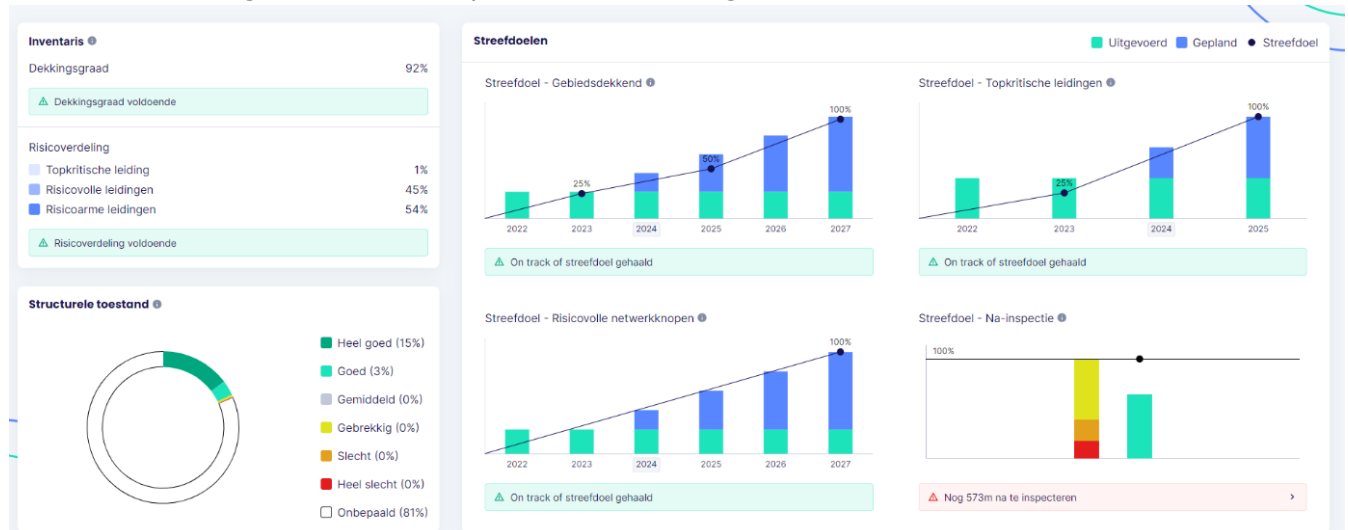 Inventaris
Dekkingsgraad 92%
Dekkingsgraad voldoende
Risicoverdeling
Topkritische leiding 1%
Risicovolle leidingen 45%
Risicoarme leidingen 54%
Risicoverdeling voldoende
Structurele toestand
Heel goed (15%)
Goed (3%)
Gemiddeld (0%)
Gebrekkig (0%)
Slecht (0%)
Heel slecht (0%)
Onbepaald (81%)
Streefdoelen
Uitgevoerd Gepland Streefdoel
Streefdoel - Gebiedsdekkend
25% 50% 100%
2022 2023 2024 2025 2026 2027
On track of streefdoel gehaald
Streefdoel - Topkritische leidingen
25% 100%
2022 2023 2024 2025
On track of streefdoel gehaald
Streefdoel - Risicovolle netwerkknopen
100%
2022 2023 2024 2025 2026 2027
On track of streefdoel gehaald
Streefdoel - Na-inspectie
100%
Nog 573m na te inspecteren